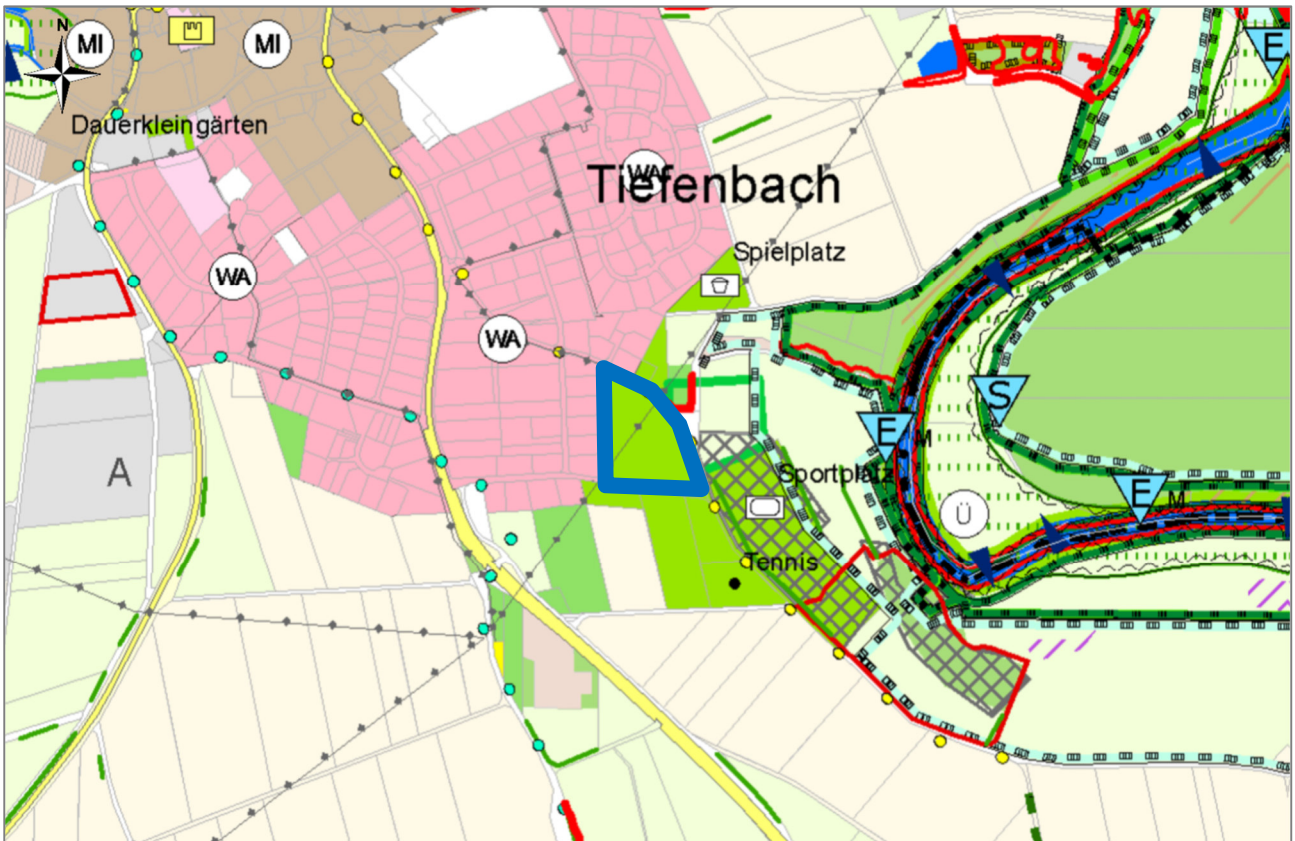 N
MI
MI
E
Dauerkleingärten
WA
Tiefenbach
Spielplatz
WA
WA
S
E
M
A
Sportplatz
E
M
Ü
Tennis